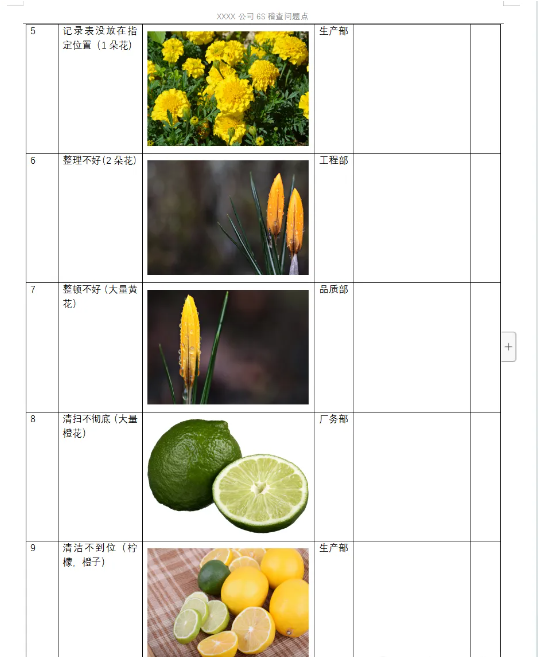 XXXX 公司 6S 稽查问题点
5
记录表没放在指
定位置（1 朵花）
生产部
6
整理不好(2 朵花)
工程部
7
整顿不好（大量黄
花）
品质部
8
清扫不彻底（大量
橙花）
厂务部
9
清洁不到位（柠
檬，橙子）
生产部